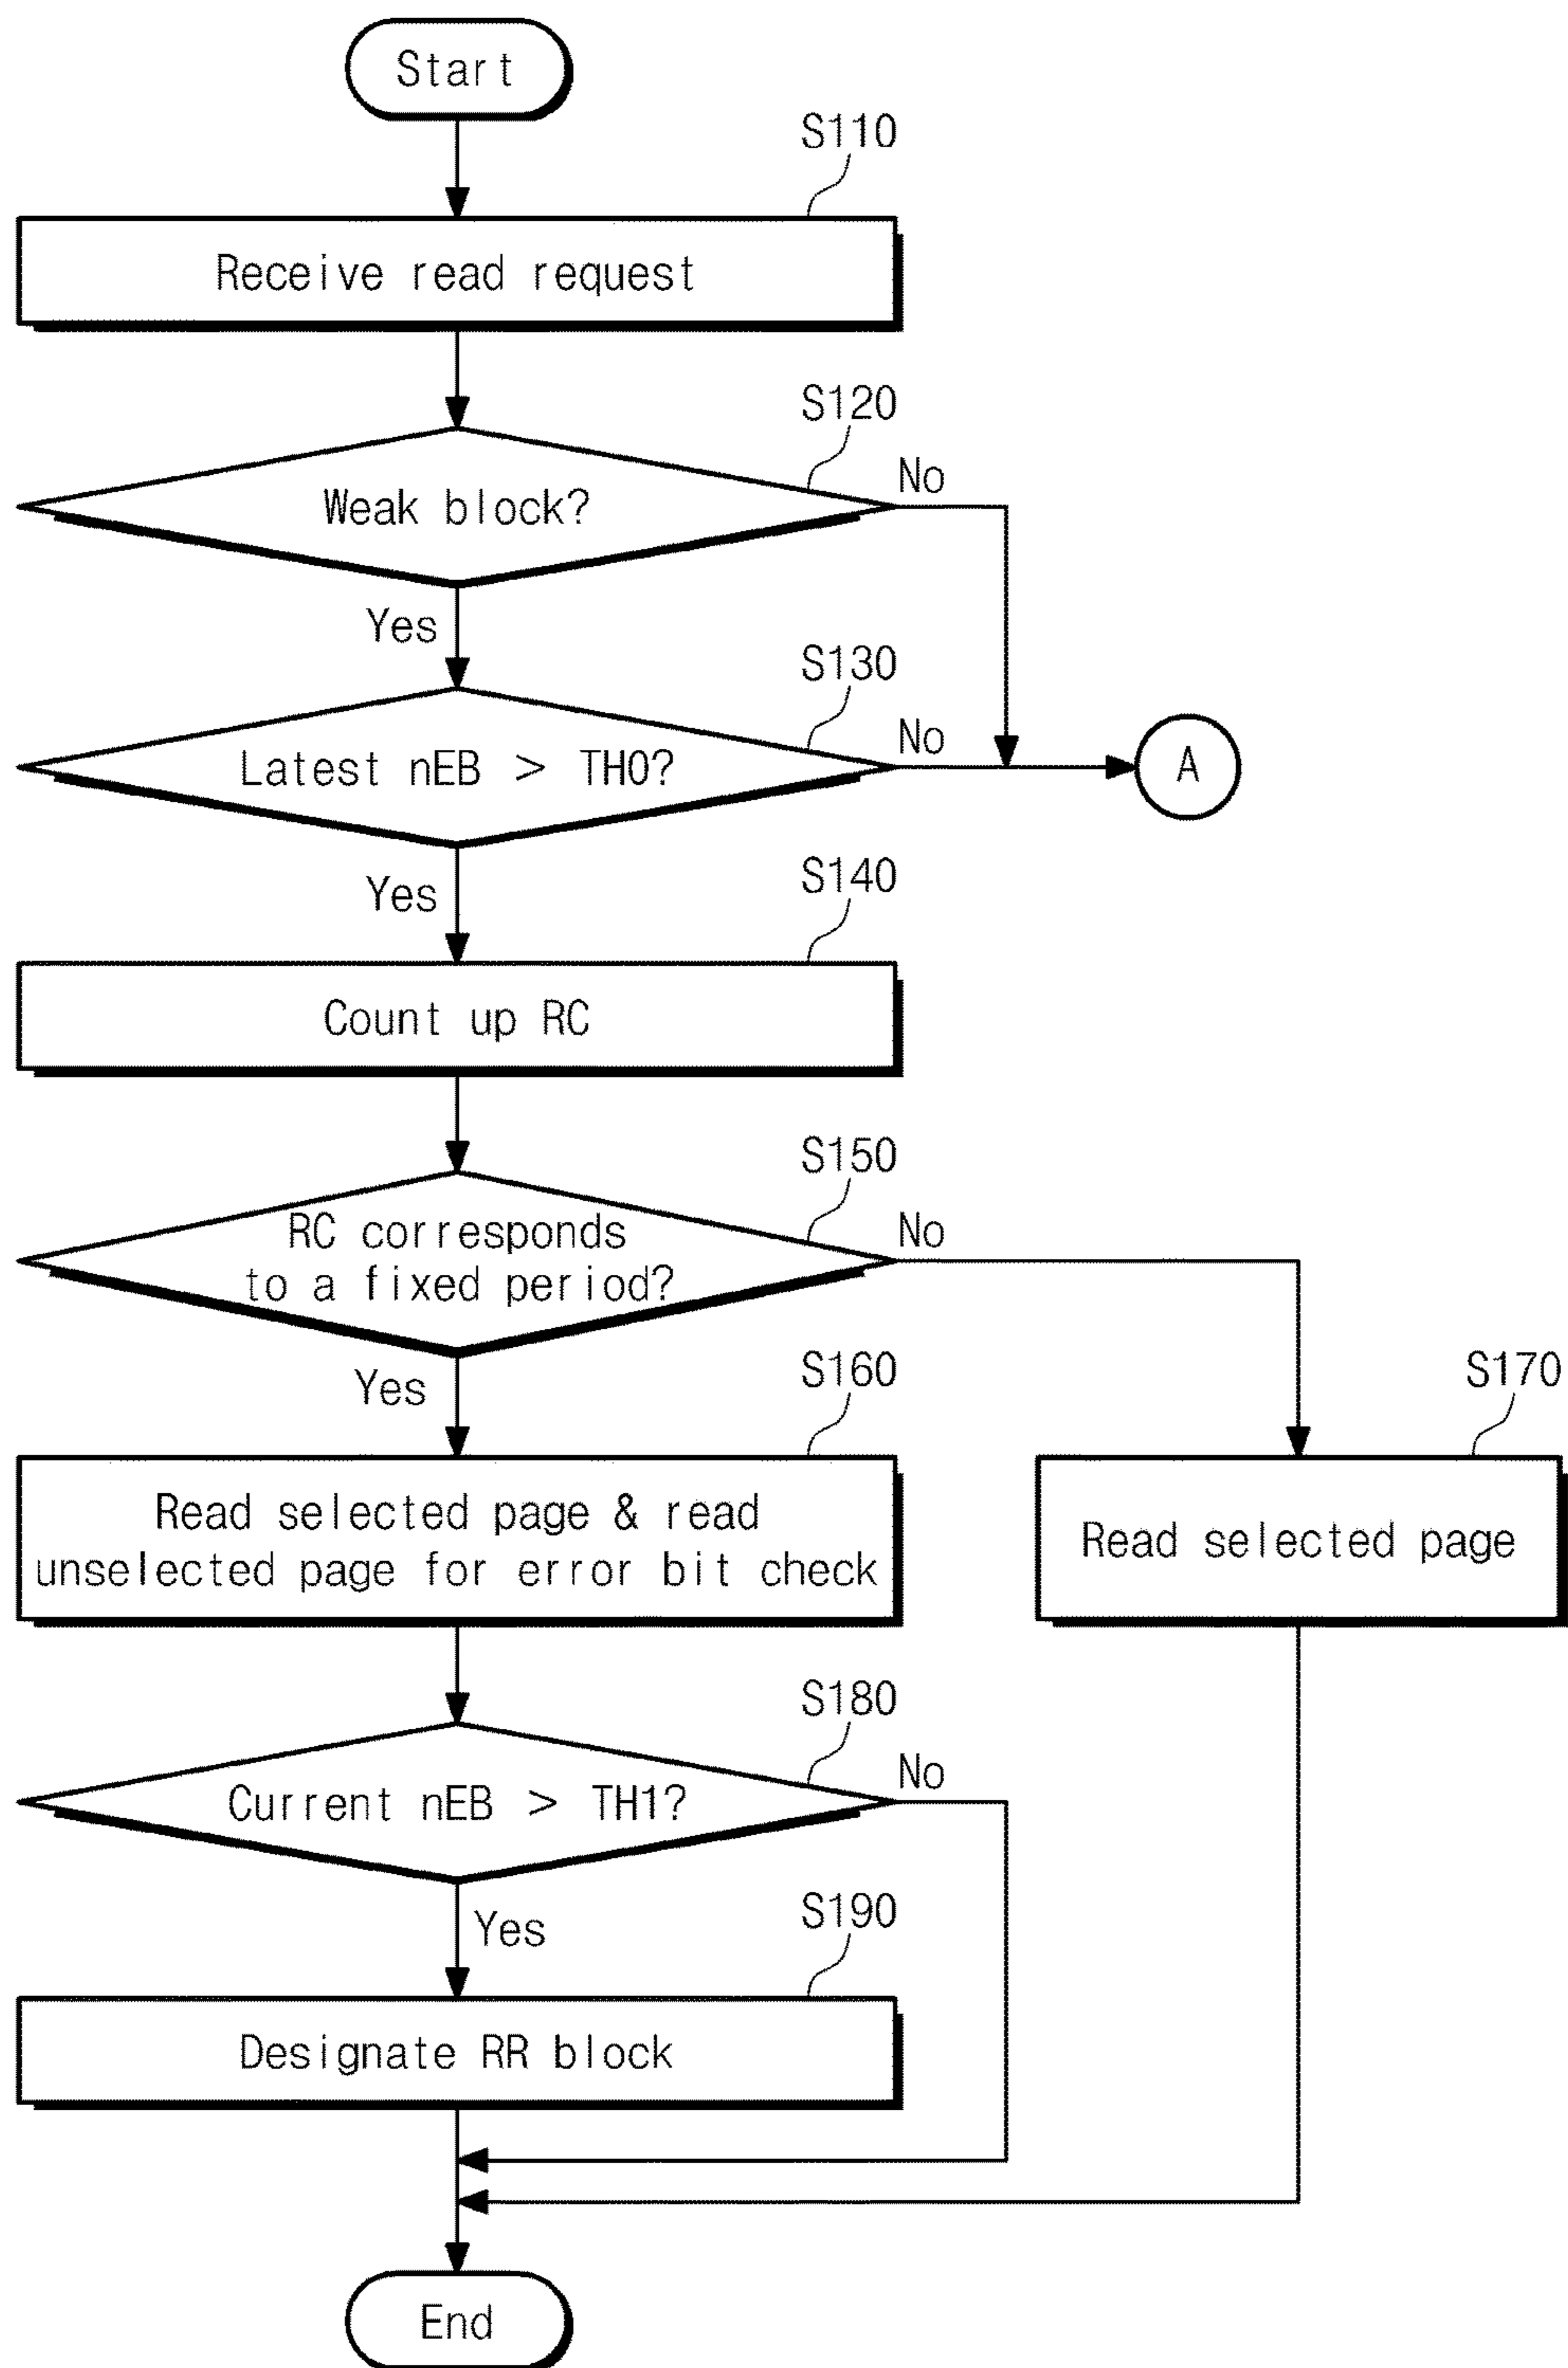 Start
S110
Receive read request
S120
Weak block?
No
Yes
S130
Latest nEB > TH0?
No
A
Yes
S140
Count up RC
S150
RC corresponds
to a fixed period?
No
Yes
S160
S170
Read selected page & read
unselected page for error bit check
Read selected page
S180
Current nEB > TH1?
No
Yes
S190
Designate RR block
End